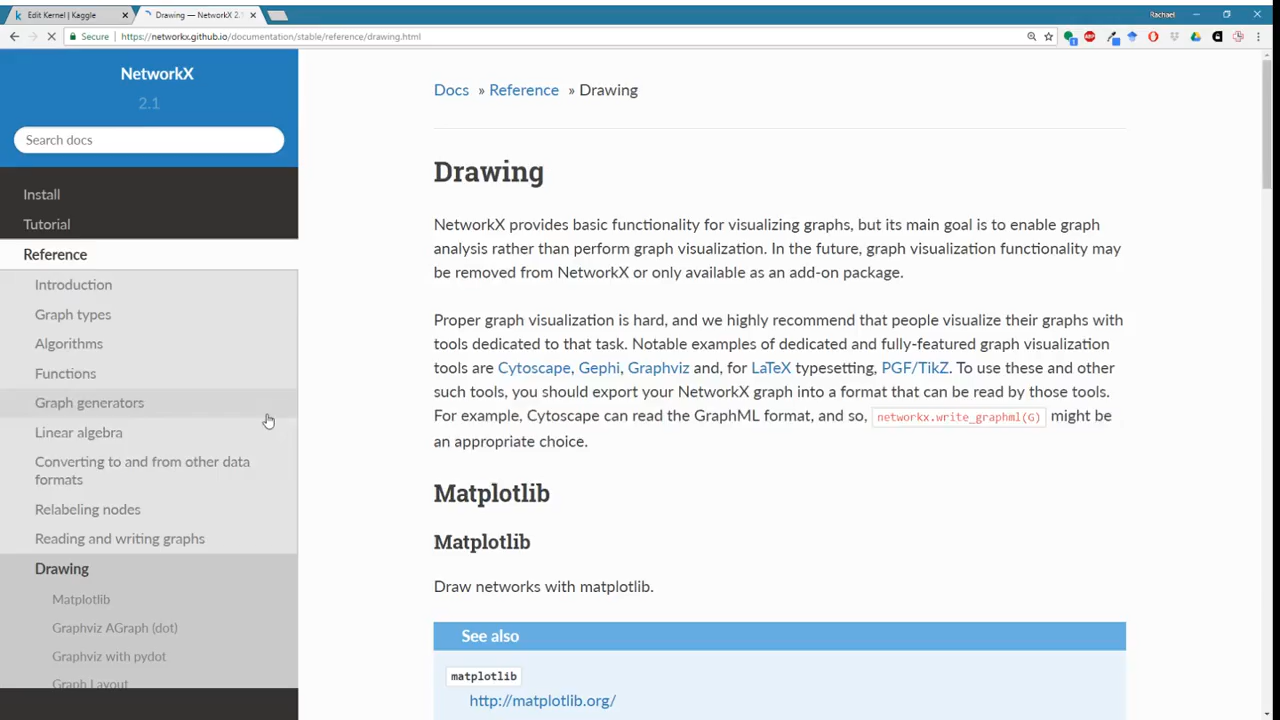 Edit Kernel | Kaggle
Drawing — NetworkX 2.1
Rachael
Secure
https://networkx.github.io/documentation/stable/reference/drawing.html
NetworkX
2.1
Search docs
Install
Tutorial
Reference
Introduction
Graph types
Algorithms
Functions
Graph generators
Linear algebra
Converting to and from other data
formats
Relabeling nodes
Reading and writing graphs
Drawing
Matplotlib
Graphviz AGraph (dot)
Graphviz with pydot
Graph Layout
Docs » Reference » Drawing
Drawing
NetworkX provides basic functionality for visualizing graphs, but its main goal is to enable graph
analysis rather than perform graph visualization. In the future, graph visualization functionality may
be removed from NetworkX or only available as an add-on package.
Proper graph visualization is hard, and we highly recommend that people visualize their graphs with
tools dedicated to that task. Notable examples of dedicated and fully-featured graph visualization
tools are Cytoscape, Gephi, Graphviz and, for LaTeX typesetting, PGF/TikZ. To use these and other
such tools, you should export your NetworkX graph into a format that can be read by those tools.
For example, Cytoscape can read the GraphML format, and so, networkx.write_graphml(G) might be
an appropriate choice.
Matplotlib
Matplotlib
Draw networks with matplotlib.
See also
matplotlib
http://matplotlib.org/